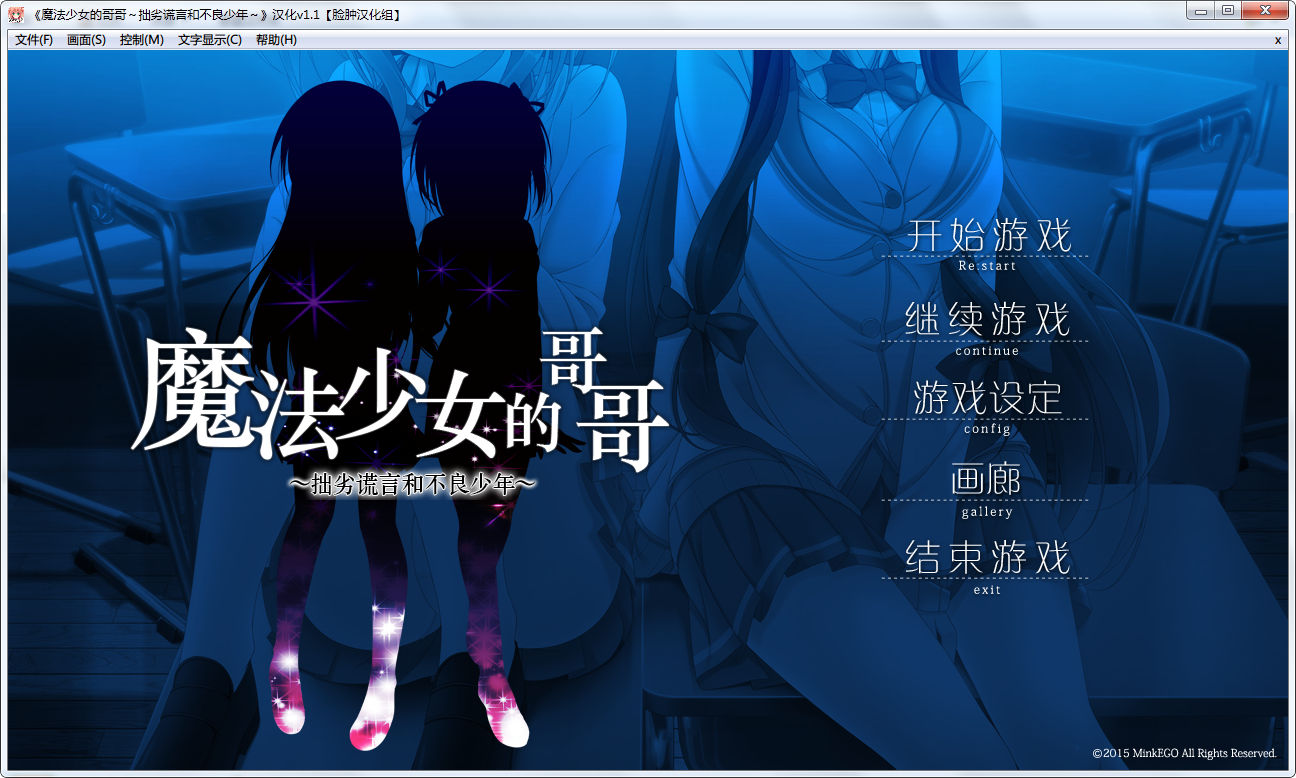 《魔法少女的哥哥～拙劣谎言和不良少年～》汉化v1.1【脸肿汉化组】
文件(F) 画面(S) 控制(M) 文字显示(C) 帮助(H) x
魔法少女的哥哥
～拙劣谎言和不良少年～
开始游戏
Re:start
继续游戏
continue
游戏设定
config
画廊
gallery
结束游戏
exit
©2015 MinkEGO All Rights Reserved.